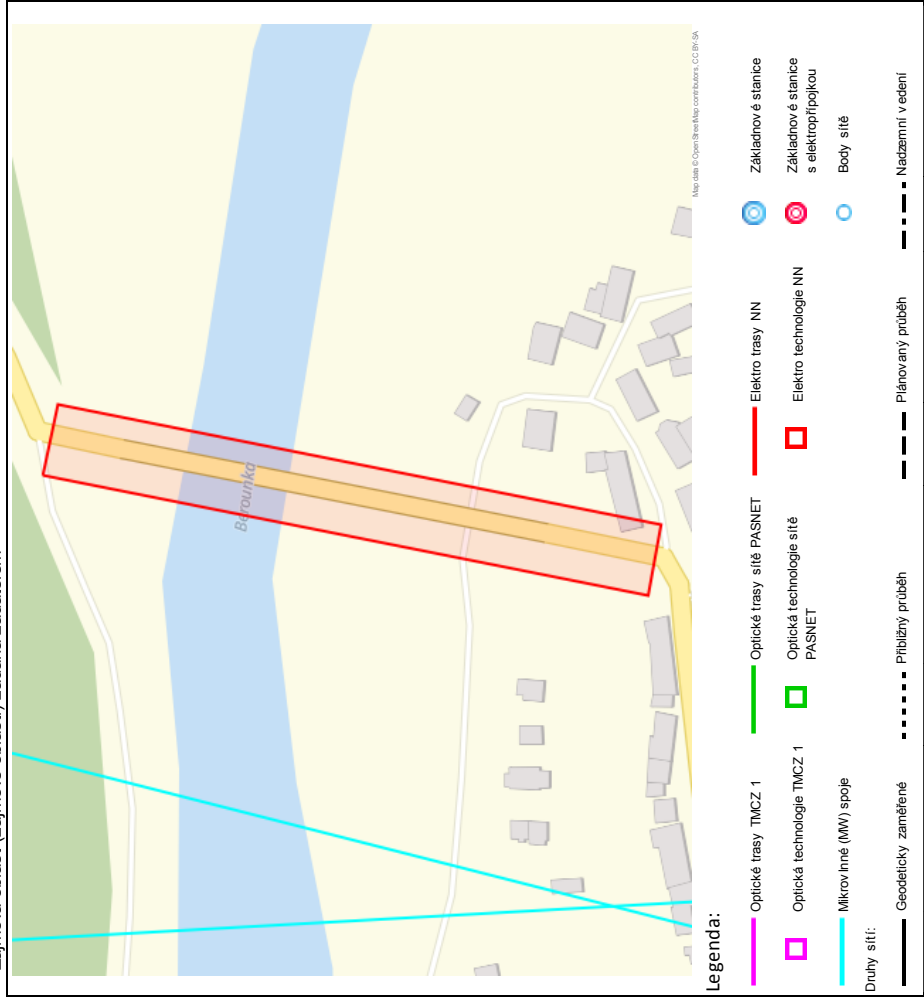 Map data © OpenStreetMap contributors, CC BY-SA
Berounka
Legenda:
Optické trasy TMCZ 1
Optické trasy sítě PASNET
Elektro trasy NN
Základnové stanice
Optická technologie TMCZ 1
Optická technologie sítě
PASNET
Elektro technologie NN
Základnové stanice
s elektropřípojkou
Mikrovlnné (MW) spoje
Body sítě
Druhy sítí:
Geodeticky zaměřené
Přibližný průběh
Plánovaný průběh
Nadzemní vedení